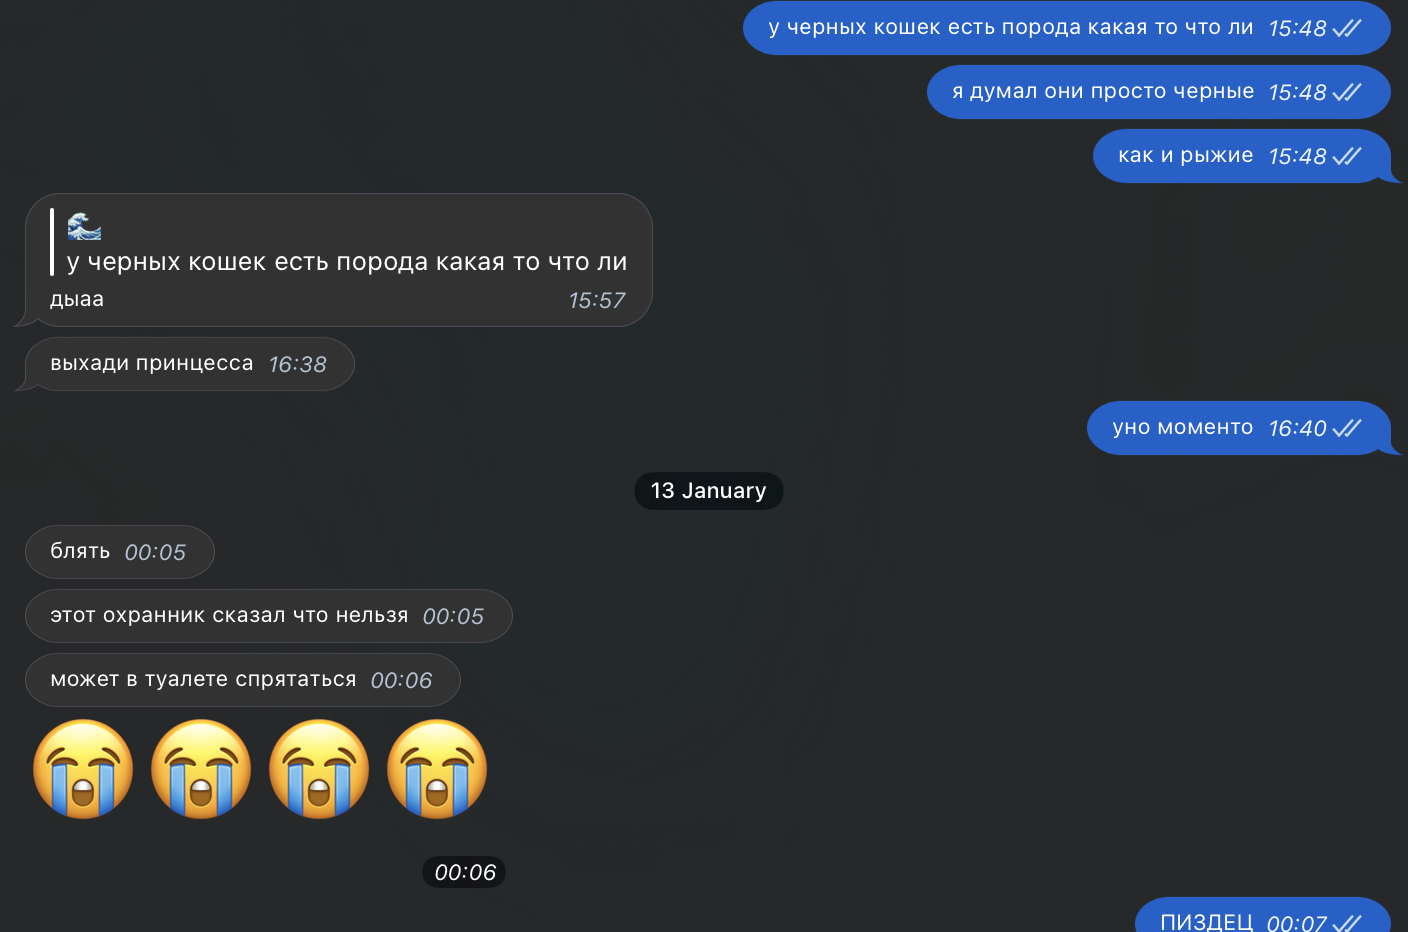 у черных кошек есть порода какая то что ли 15:48
я думал они просто черные 15:48
как и рыжие 15:48
🌊
у черных кошек есть порода какая то что ли
дыаа 15:57
выхади принцесса 16:38
уно моменто 16:40
13 January
блять 00:05
этот охранник сказал что нельзя 00:05
может в туалете спрятаться 00:06
😭😭😭😭
00:06
ПИЗДЕЦ 00:07